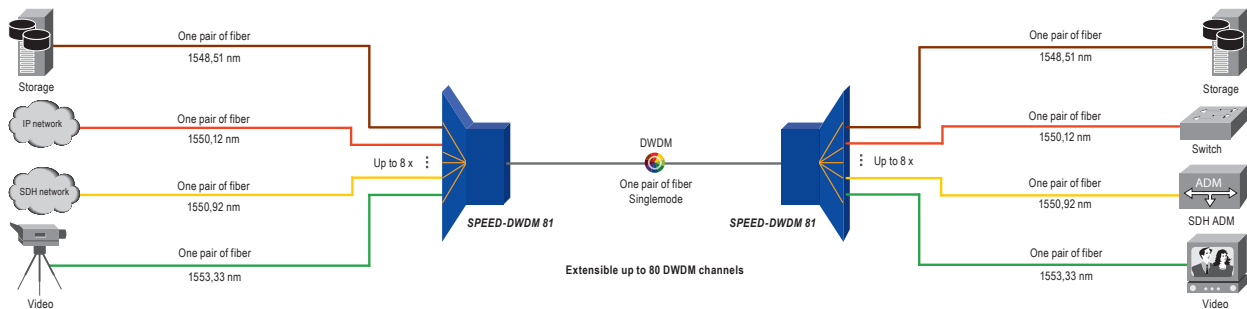 One pair of fiber
1548,51 nm
Storage
IP network
One pair of fiber
1550,12 nm
Up to 8 x
SDH network
One pair of fiber
1550,92 nm
One pair of fiber
1553,33 nm
Video
SPEED-DWDM 81
DWDM
One pair of fiber
Singlemode
Extensible up to 80 DWDM channels
SPEED-DWDM 81
One pair of fiber
1548,51 nm
Storage
One pair of fiber
1550,12 nm
Switch
Up to 8 x
One pair of fiber
1550,92 nm
ADM
SDH ADM
One pair of fiber
1553,33 nm
Video